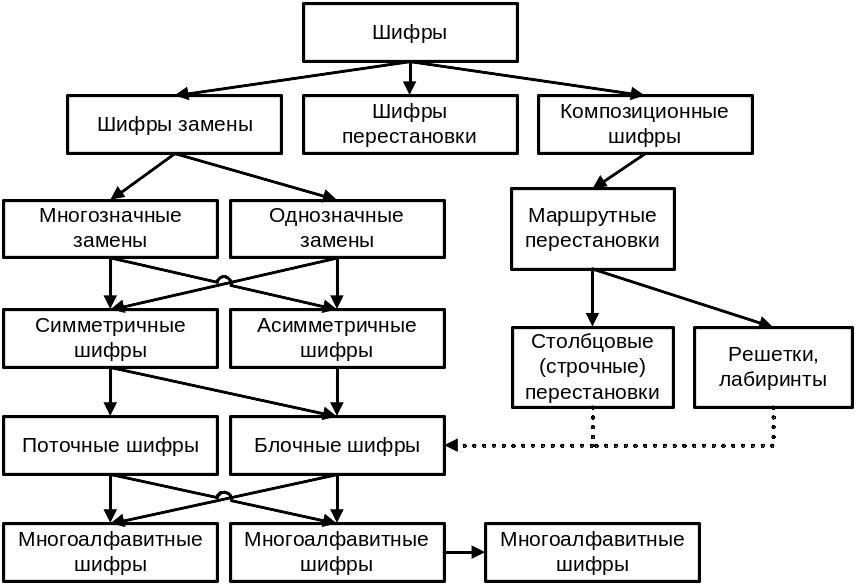 Шифры
Шифры замены
Шифры
перестановки
Композиционные
шифры
Многозначные
замены
Однозначные
замены
Маршрутные
перестановки
Симметричные
шифры
Асимметричные
шифры
Столбцовые
(строчные)
перестановки
Решетки,
лабиринты
Поточные шифры
Блочные шифры
Многоалфавитные
шифры
Многоалфавитные
шифры
Многоалфавитные
шифры